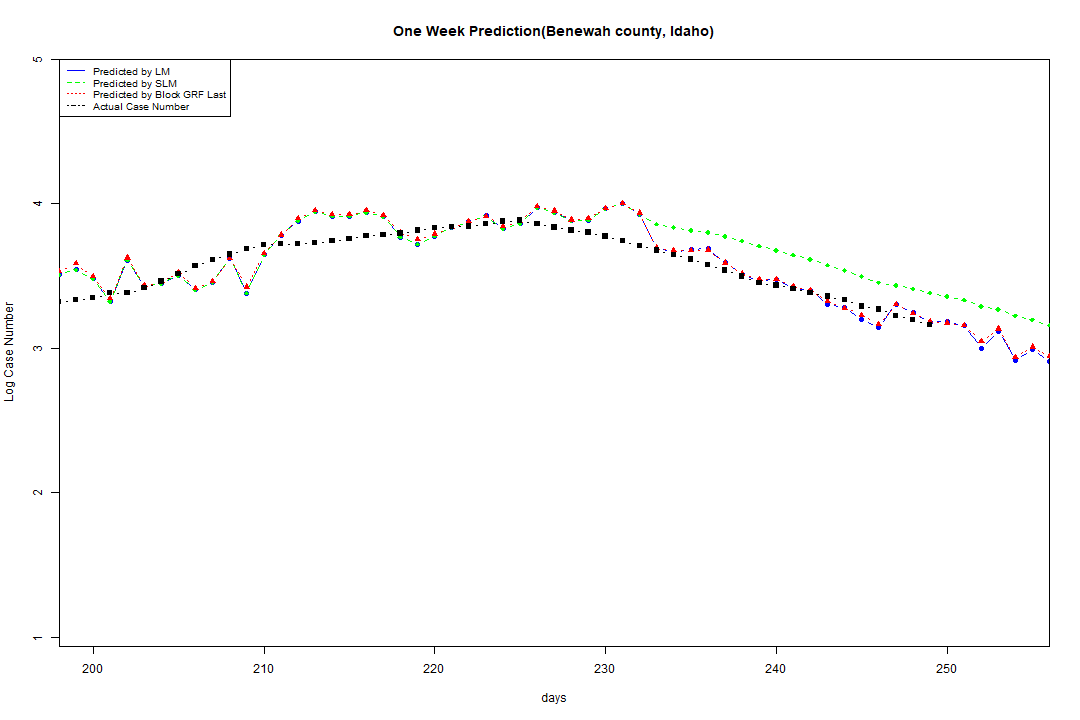 One Week Prediction(Benewah county, Idaho)
Predicted by LM
Predicted by SLM
Predicted by Block GRF Last
Actual Case Number
5
4
3
2
1
Log Case Number
200 210 220 230 240 250
days